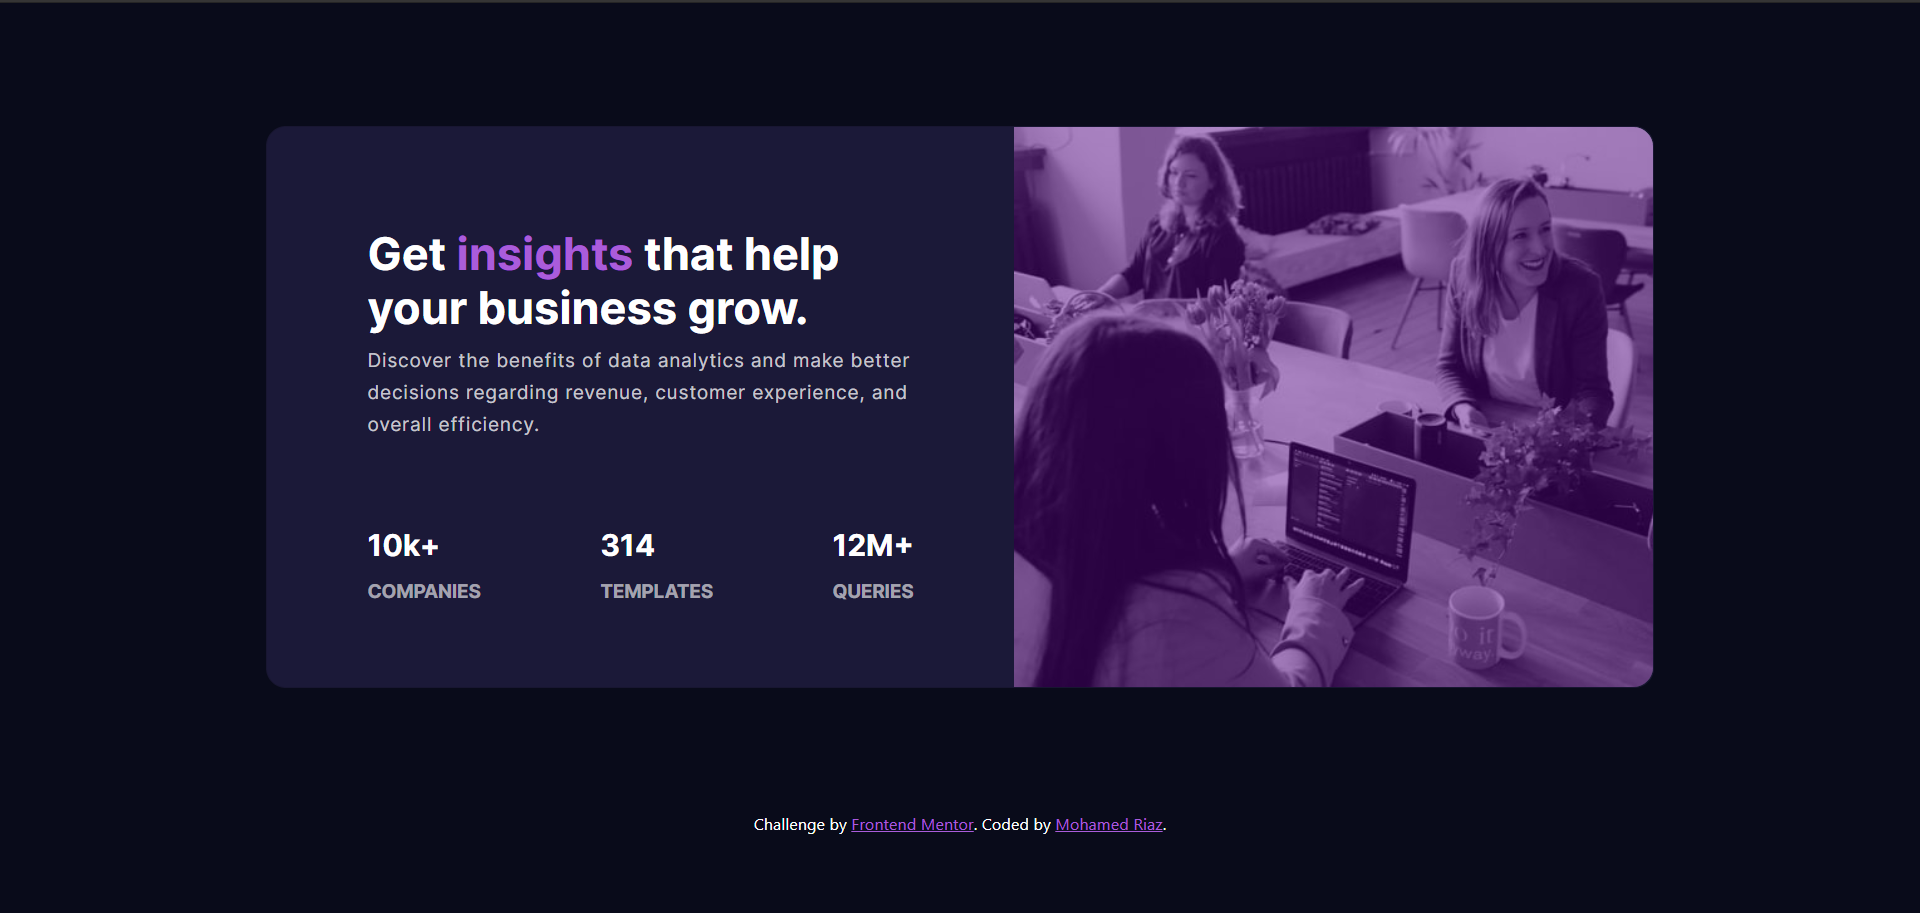 Get insights that help
your business grow.
Discover the benefits of data analytics and make better
decisions regarding revenue, customer experience, and
overall efficiency.
10k+ 314 12M+
COMPANIES TEMPLATES QUERIES
o it
yway.
Challenge by Frontend Mentor. Coded by Mohamed Riaz.